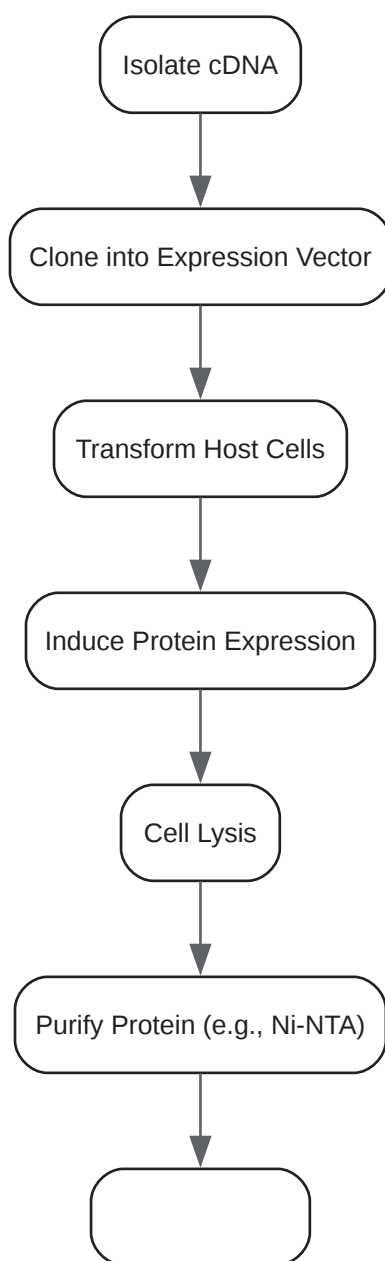 Isolate cDNA
Clone into Expression Vector
Transform Host Cells
Induce Protein Expression
Cell Lysis
Purify Protein (e.g., Ni-NTA)